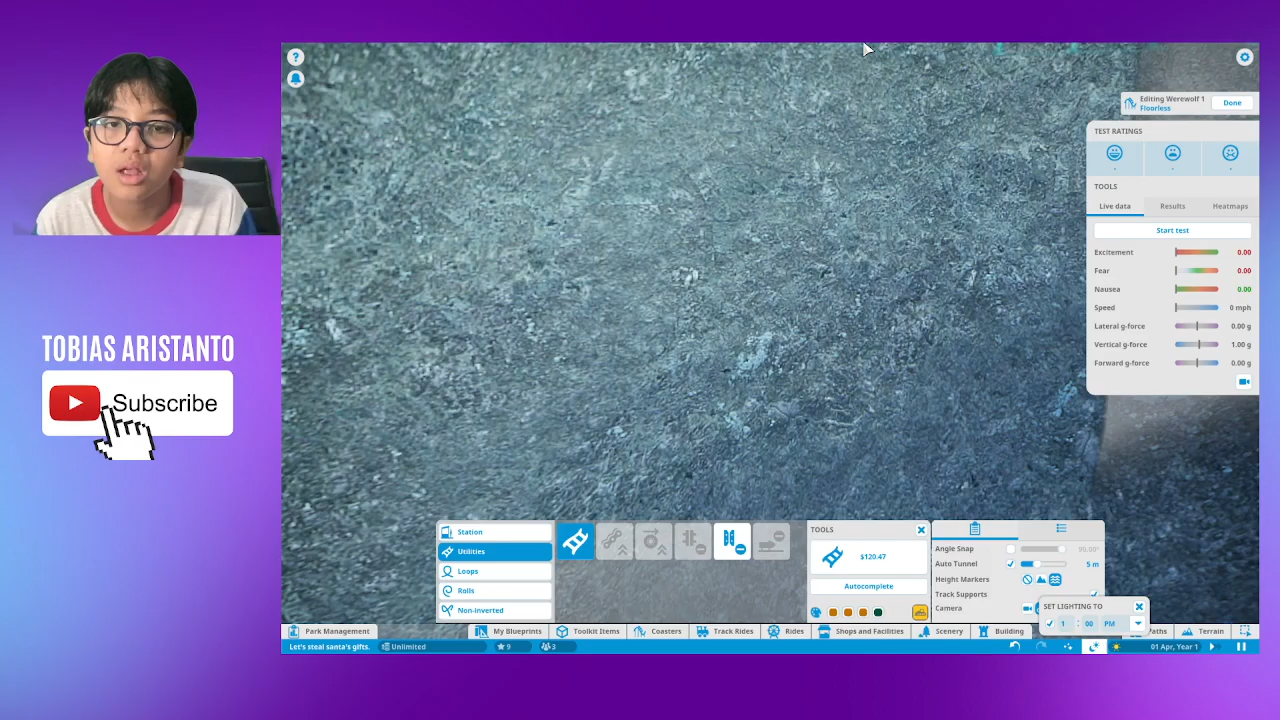 ?
Editing Werewolf 1
Floorless
Done
TEST RATINGS
TOOLS
Live data
Results
Heatmaps
Start test
Excitement 0.00
Fear 0.00
Nausea 0.00
Speed 0 mph
Lateral g-force 0.00 g
Vertical g-force 1.00 g
Forward g-force 0.00 g
TOBIAS ARISTANTO
Subscribe
Station
Utilities
Loops
Rolls
Non-Inverted
TOOLS
$120.47
Autocomplete
Angle Snap 90.00°
Auto Tunnel 5 m
Height Markers
Track Supports
Camera
SET LIGHTING TO
1 : 00 PM
Park Management
My Blueprints
Toolkit Items
Coasters
Track Rides
Rides
Shops and Facilities
Scenery
Building
Paths
Terrain
Let's steal santa's gifts.
Unlimited
9
3
01 Apr, Year 1